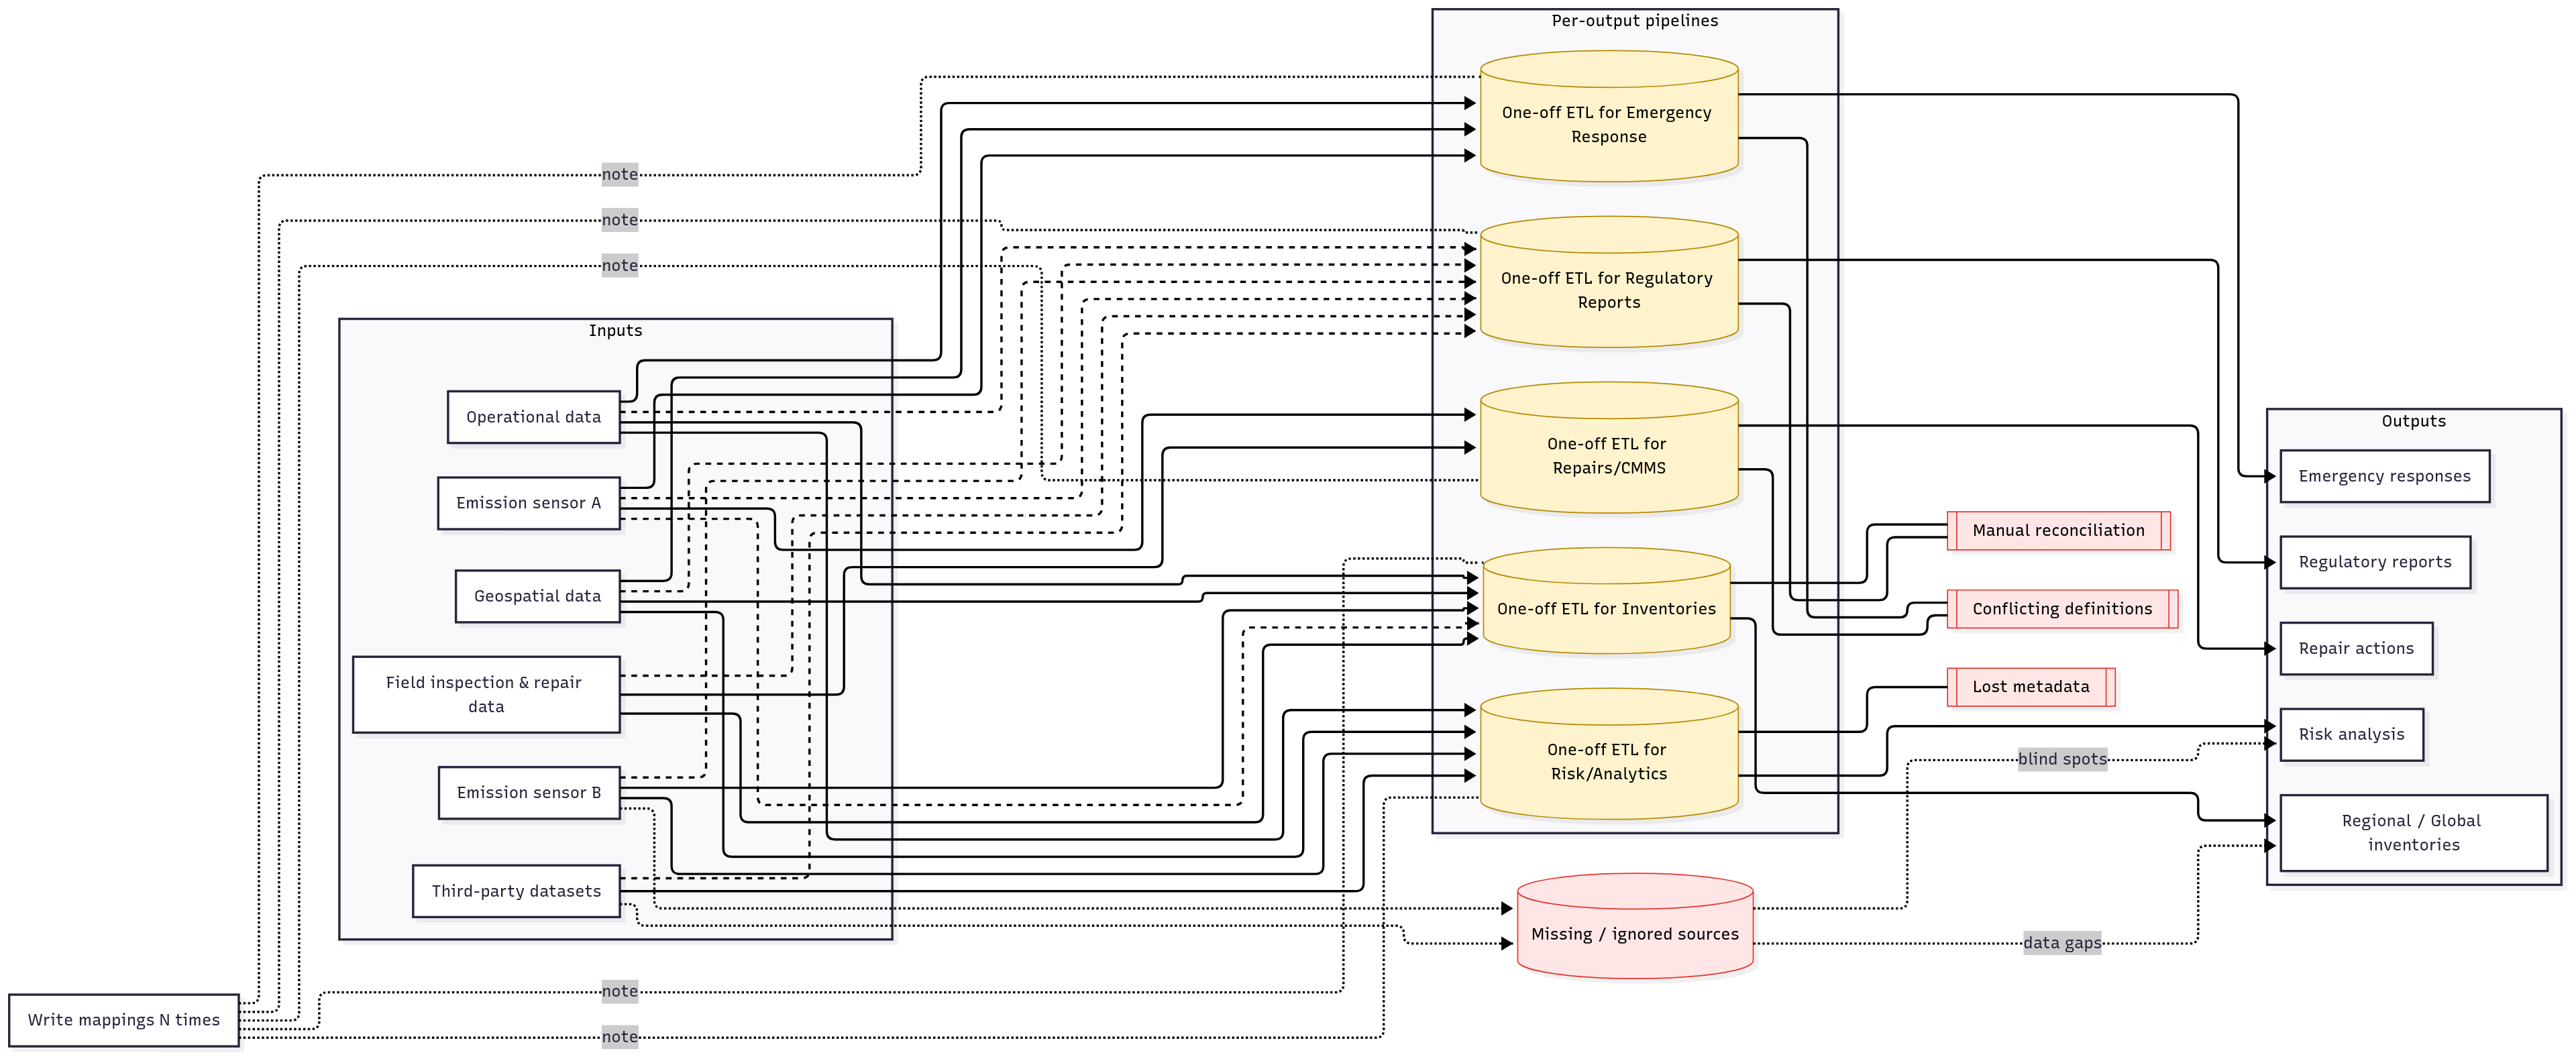 Per-output pipelines
One-off ETL for Emergency
Response
note
note
note
One-off ETL for Regulatory
Reports
Inputs
Operational data
Emission sensor A
Geospatial data
Field inspection & repair
data
Emission sensor B
Third-party datasets
One-off ETL for
Repairs/CMMS
One-off ETL for Inventories
One-off ETL for
Risk/Analytics
Manual reconciliation
Conflicting definitions
Lost metadata
Outputs
Emergency responses
Regulatory reports
Repair actions
Risk analysis
Regional / Global
inventories
blind spots
data gaps
Missing / ignored sources
note
note
Write mappings N times